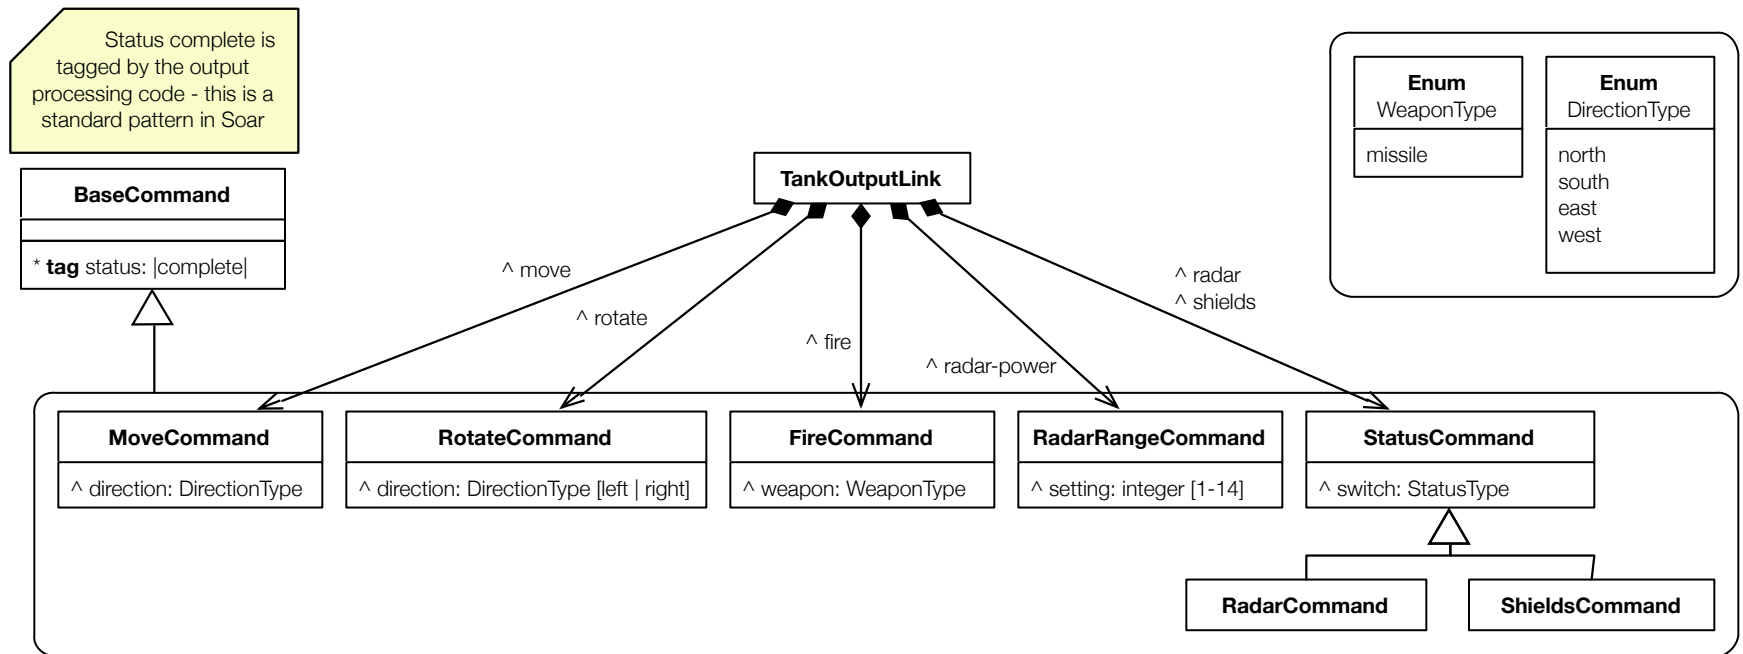 Status complete is
tagged by the output
processing code - this is a
standard pattern in Soar
BaseCommand
* tag status: |complete|
TankOutputLink
Enum
WeaponType
missile
Enum
DirectionType
north
south
east
west
^ move
^ rotate
^ fire
^ radar-power
^ radar
^ shields
MoveCommand
^ direction: DirectionType
RotateCommand
^ direction: DirectionType [left | right]
FireCommand
^ weapon: WeaponType
RadarRangeCommand
^ setting: integer [1-14]
StatusCommand
^ switch: StatusType
RadarCommand
ShieldsCommand